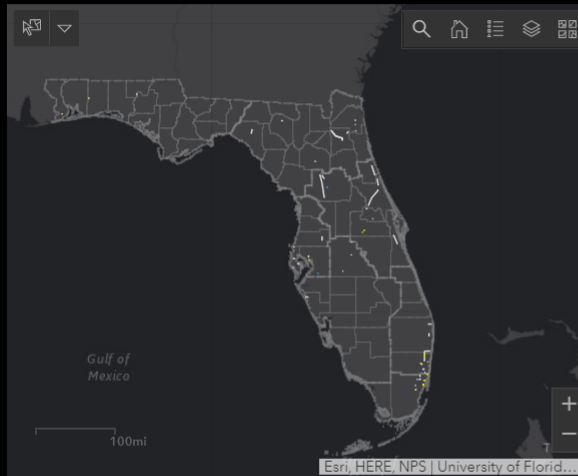 Gulf of
Mexico
100mi
T
Esri, HERE, NPS | University of Florid...